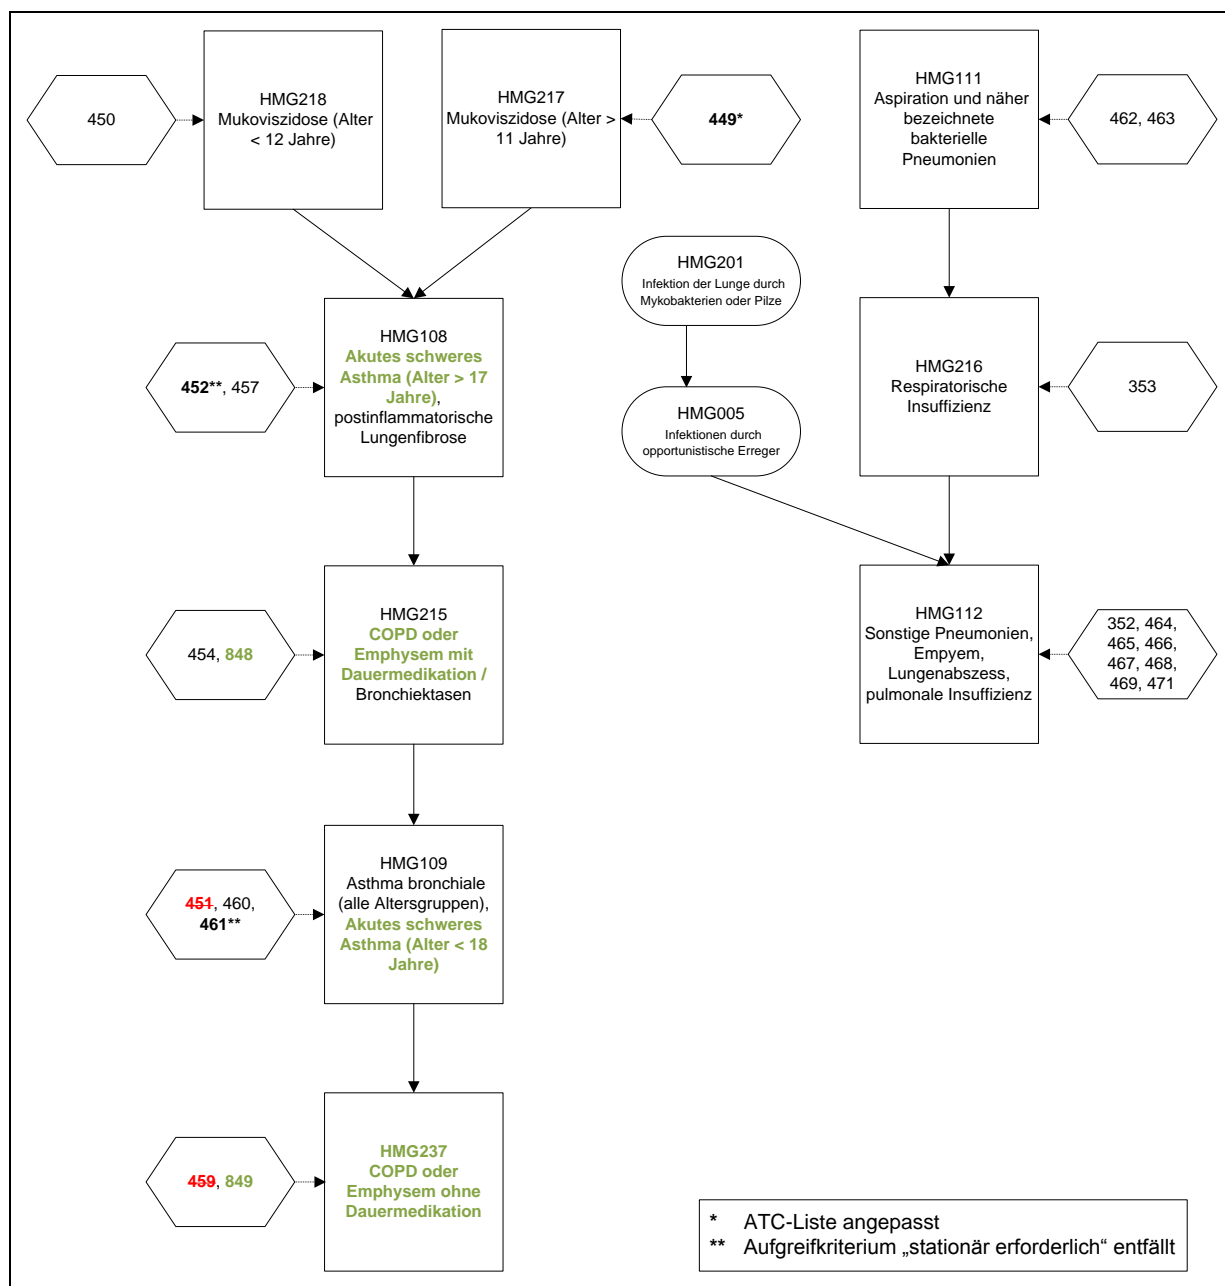 450
HMG218
Mukoviszidose (Alter
< 12 Jahre)
HMG217
Mukoviszidose (Alter >
11 Jahre)
449*
HMG111
Aspiration und näher
bezeichnete
bakterielle
Pneumonien
462, 463
HMG201
Infektion der Lunge durch
Mykobakterien oder Pilze
452**, 457
HMG108
Akutes schweres
Asthma (Alter > 17
Jahre),
postinflammatorische
Lungenfibrose
HMG005
Infektionen durch
opportunistische Erreger
HMG216
Respiratorische
Insuffizienz
353
454, 848
HMG215
COPD oder
Emphysem mit
Dauermedikation /
Bronchiektasen
HMG112
Sonstige Pneumonien,
Empyem,
Lungenabszess,
pulmonale Insuffizienz
352, 464,
465, 466,
467, 468,
469, 471
451, 460,
461**
HMG109
Asthma bronchiale
(alle Altersgruppen),
Akutes schweres
Asthma (Alter < 18
Jahre)
459, 849
HMG237
COPD oder
Emphysem ohne
Dauermedikation
* ATC-Liste angepasst
** Aufgreifkriterium „stationär erforderlich“ entfällt